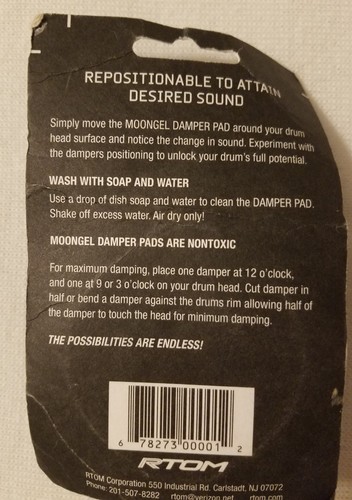 REPOSITIONABLE TO ATTAIN
DESIRED SOUND
Simply move the MOONGEL DAMPER PAD around your drum
head surface and notice the change in sound. Experiment with
the dampers positioning to unlock your drum's full potential.
WASH WITH SOAP AND WATER
Use a drop of dish soap and water to clean the DAMPER PAD.
Shake off excess water. Air dry only!
MOONGEL DAMPER PADS ARE NONTOXIC
For maximum damping, place one damper at 12 o'clock,
and one at 9 or 3 o'clock on your drum head. Cut damper in
half or bend a damper against the drums rim allowing half of
the damper to touch the head for minimum damping.
THE POSSIBILITIES ARE ENDLESS!
6 78273 00001 2
RTOM
RTOM Corporation 550 Industrial Rd. Carlstadt, NJ 07072
Phone: 201-507-8282 rtom@verizon.net rtom.com